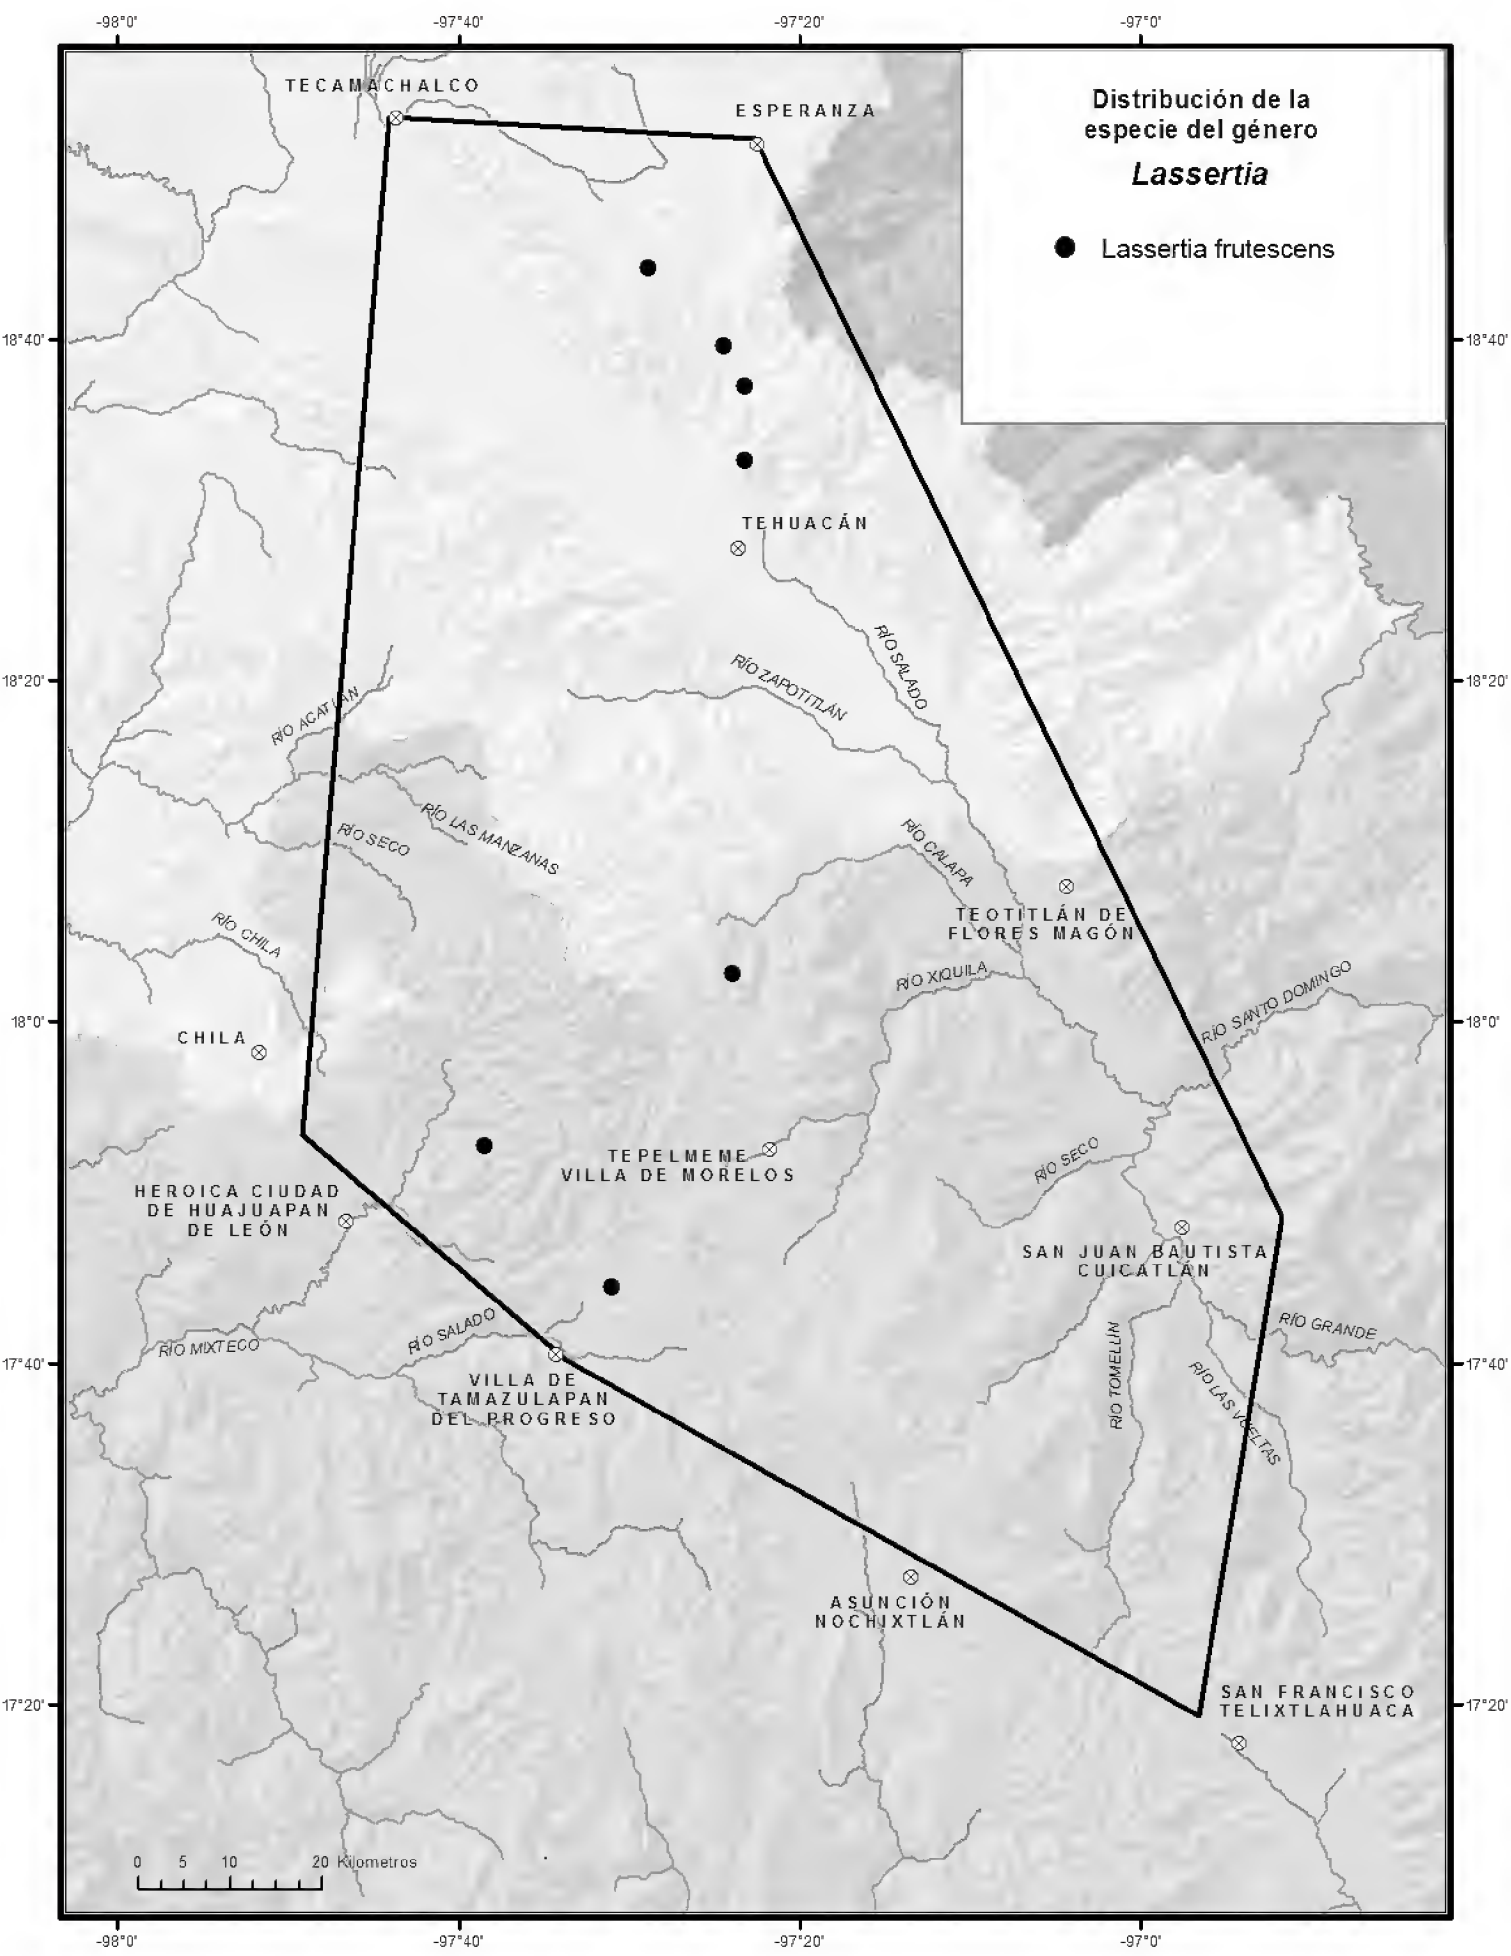 -98°0' -97°40' -97°20' -97°0'
TECAMACHALCO
ESPERANZA
Distribución de la
especie del género
Lassertia
Lassertia frutescens
18°40' 18°40'
TEHUACÁN
RÍO SALADO
RÍO ZAPOTITLÁN
18°20' 18°20'
RÍO ACATLÁN
RÍO LAS MANZANAS
RÍO SECO
RÍO CALAPA
TEOTITLÁN DE
FLORES MAGÓN
RÍO CHILA
RÍO XIQUILA
RÍO SANTO DOMINGO
18°0' 18°0'
CHILA
TEPELMEME
VILLA DE MORELOS
RÍO SECO
HEROICA CIUDAD
DE HUAJUAPAN
DE LEÓN
SAN JUAN BAUTISTA
CUICATLÁN
RÍO GRANDE
RÍO SALADO
RÍO MIXTECO
17°40' 17°40'
VILLA DE
TAMAZULAPAN
DEL PROGRESO
RÍO TOMELLÍN
RÍO LAS VUELTAS
ASUNCIÓN
NOCHIXTLÁN
SAN FRANCISCO
TELIXTLAHUACA
17°20' 17°20'
0 5 10 20 Kilometros
-98°0' -97°40' -97°20' -97°0'